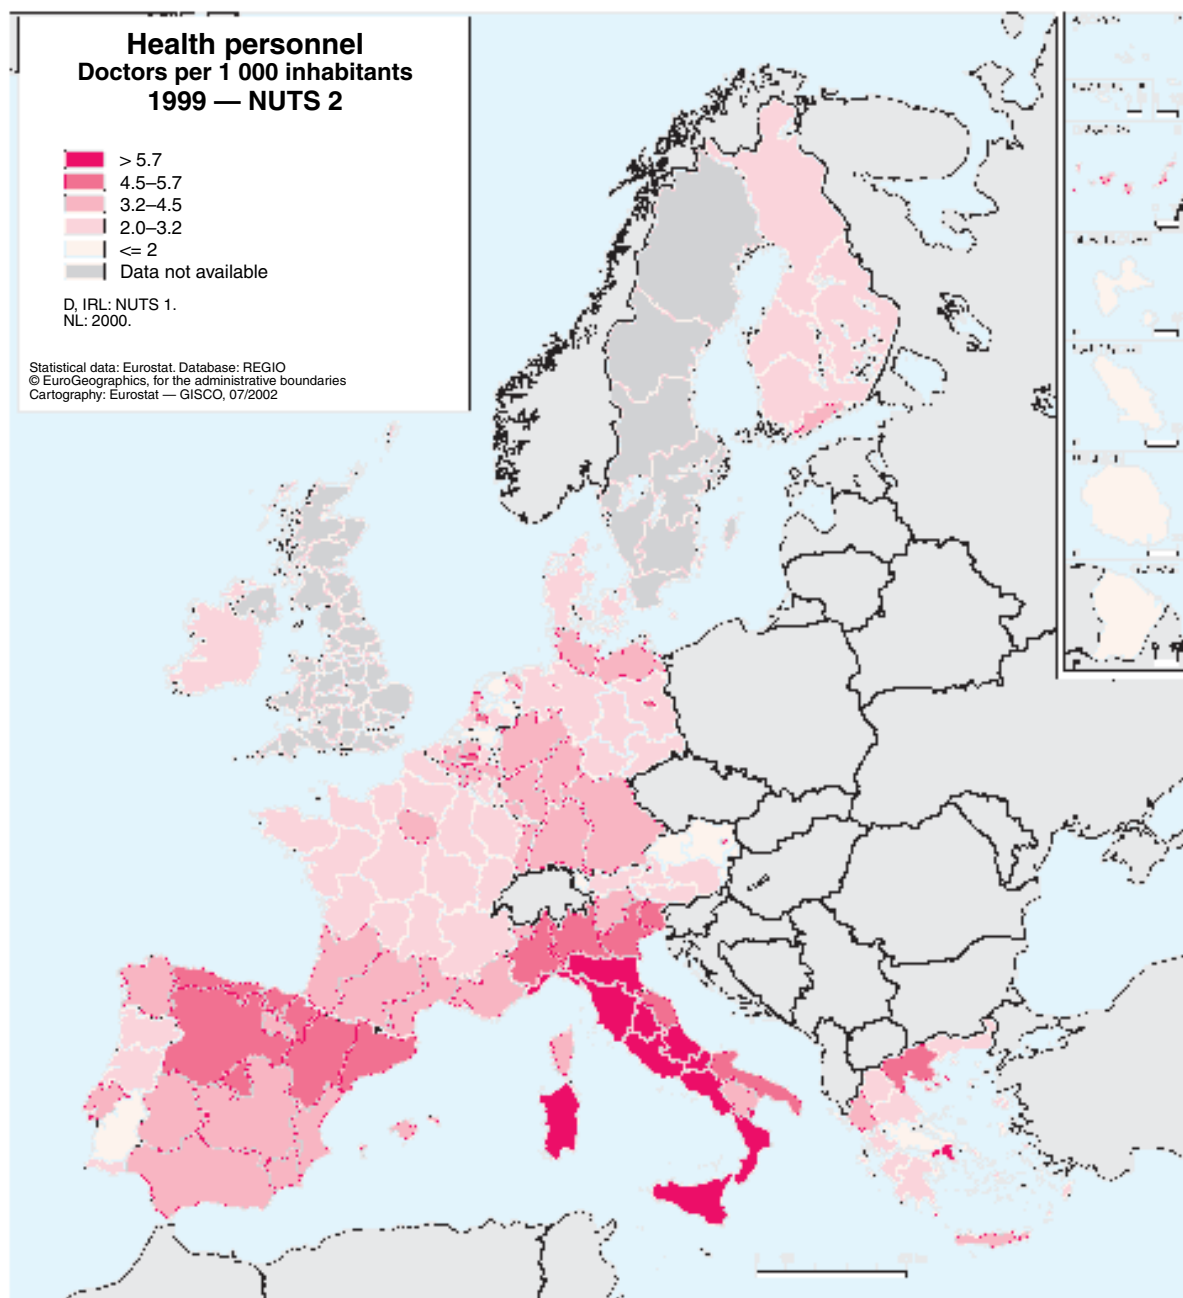 Health personnel
Doctors per 1 000 inhabitants
1999 — NUTS 2
> 5.7
4.5–5.7
3.2–4.5
2.0–3.2
<= 2
Data not available
D, IRL: NUTS 1.
NL: 2000.
Statistical data: Eurostat. Database: REGIO
© EuroGeographics, for the administrative boundaries
Cartography: Eurostat — GISCO, 07/2002